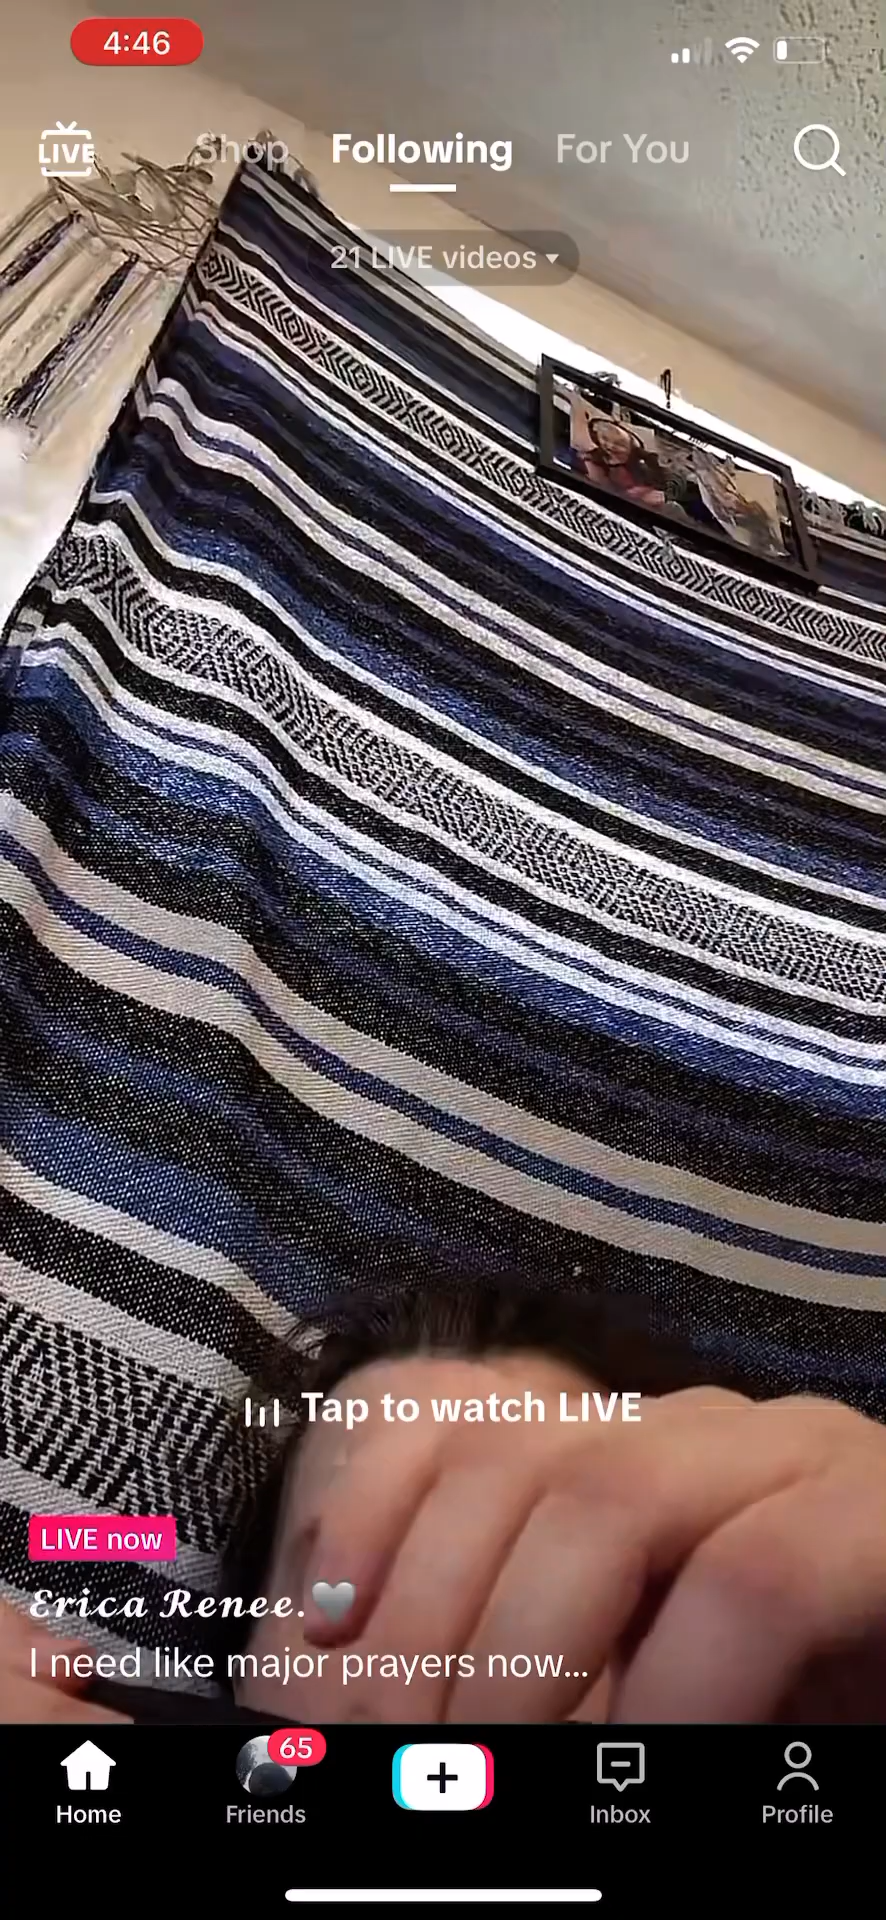 4:46
LIVE
Shop Following For You
21 LIVE videos
Tap to watch LIVE
LIVE now
𝓔𝓻𝓲𝓬𝓪 𝓡𝓮𝓷𝓮𝓮.🩶
I need like major prayers now...
65
Home Friends Inbox Profile